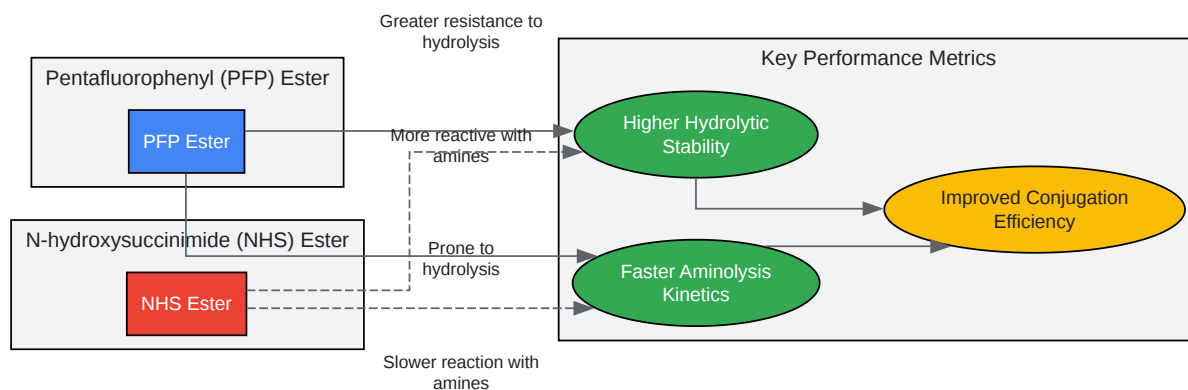 Greater resistance to
hydrolysis
Pentafluorophenyl (PFP) Ester
PFP Ester
More reactive with
amines
N-hydroxysuccinimide (NHS) Ester
NHS Ester
Prone to
hydrolysis
Slower reaction with
amines
Key Performance Metrics
Higher Hydrolytic
Stability
Faster Aminolysis
Kinetics
Improved Conjugation
Efficiency